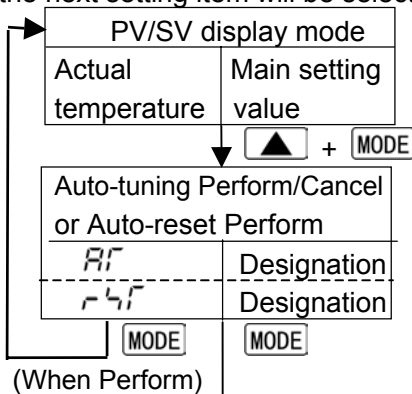 the next setting item will be selec
PV/SV display mode
Actual temperature Main setting value
▲ + MODE
Auto-tuning Perform/Cancel
or Auto-reset Perform
AT Designation
rST Designation
MODE MODE
(When Perform)